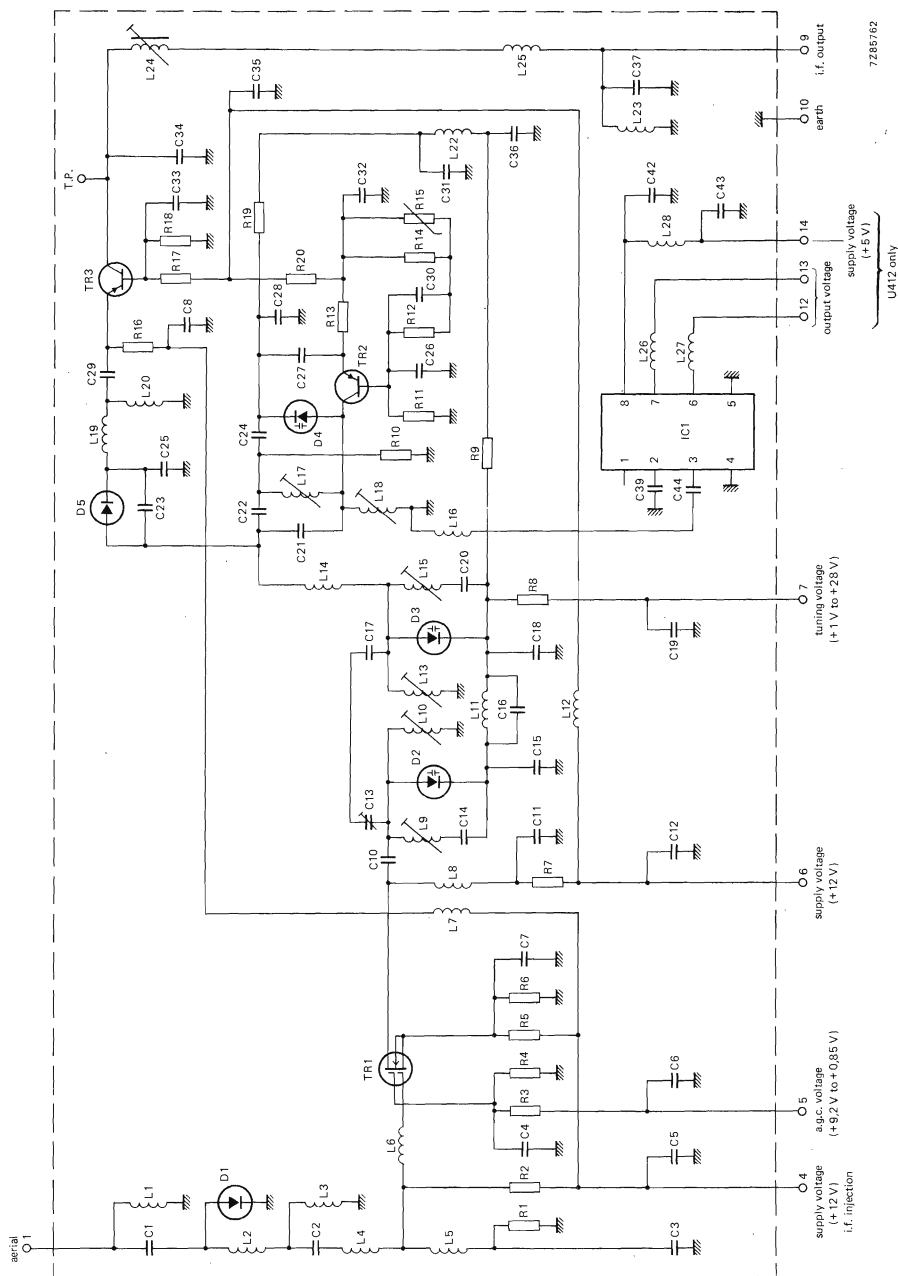 T.P.
TR3
L24
C34
C33
R18
R17
C35
L25
C37
L23
9
i.f. output
10
earth
7Z85762
C8
R16
C29
L20
L19
C25
C23
D5
R19
R20
C28
R13
C27
TR2
C32
R15
R14
C30
R12
C26
R11
C31
L22
C36
D4
C24
R10
L17
L18
C22
C21
L16
R9
C42
L28
C43
14
supply voltage
(+5 V)
13
12
output voltage
U412 only
L26
L27
8
7
6
5
IC1
1
2
3
4
C39
C44
L14
L15
C20
C17
D3
L13
L10
L11
C16
C18
R8
C19
7
tuning voltage
(+1 V to +28 V)
L12
D2
C13
L9
C14
C15
C10
C11
L8
R7
C12
6
supply voltage
(+12 V)
L7
TR1
C7
R6
R5
R4
R3
C4
C6
5
a.g.c. voltage
(+9,2 V to +0,85 V)
L6
R2
C5
4
supply voltage
(+12 V)
i.f. injection
R1
C3
aerial
1
L1
C1
D1
L2
L3
C2
L4
L5